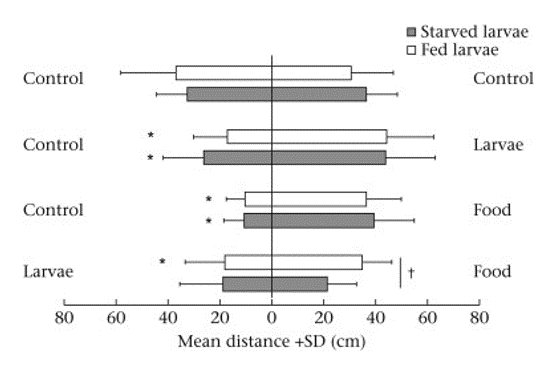 Starved larvae
Fed larvae
Control Control
*
Control Larvae
*
*
Control Food
*
*
Larvae Food
†
80 60 40 20 0 20 40 60 80
Mean distance +SD (cm)